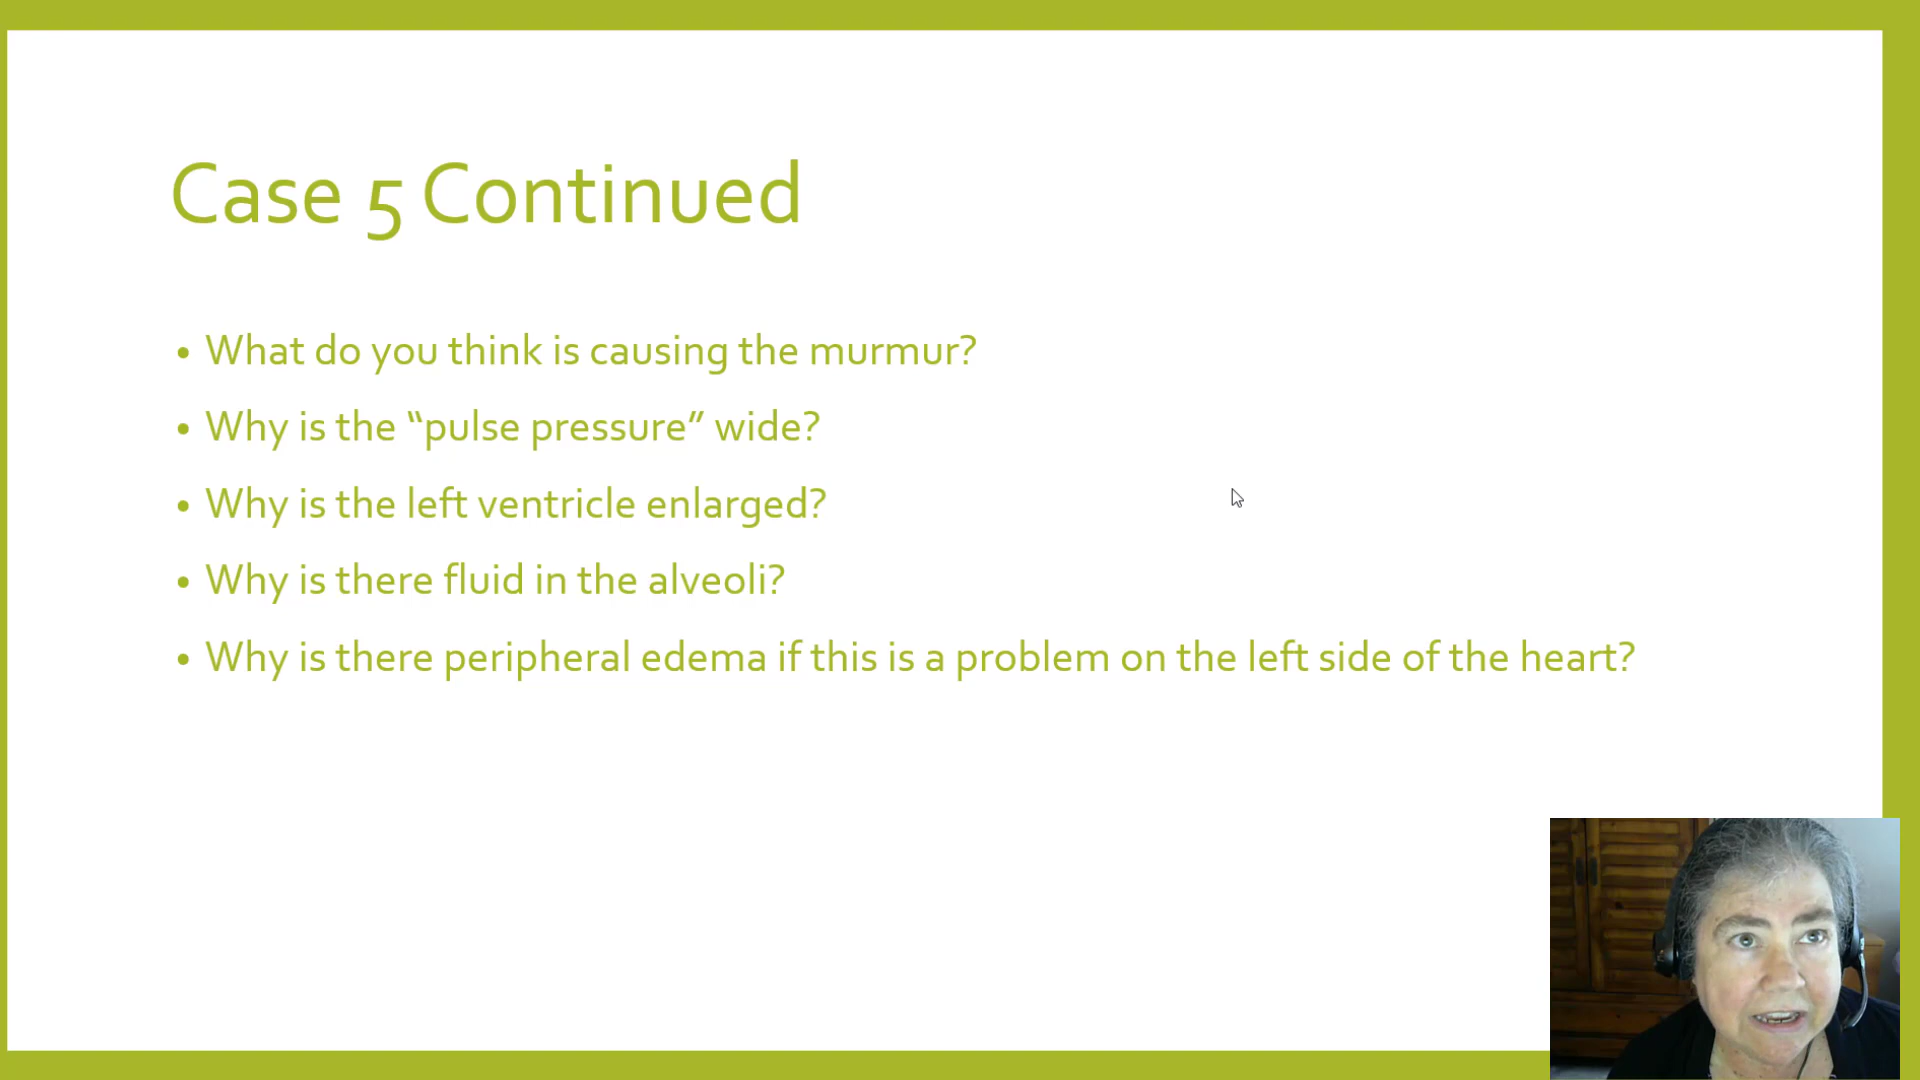 Case 5 Continued
• What do you think is causing the murmur?
• Why is the “pulse pressure” wide?
• Why is the left ventricle enlarged?
• Why is there fluid in the alveoli?
• Why is there peripheral edema if this is a problem on the left side of the heart?